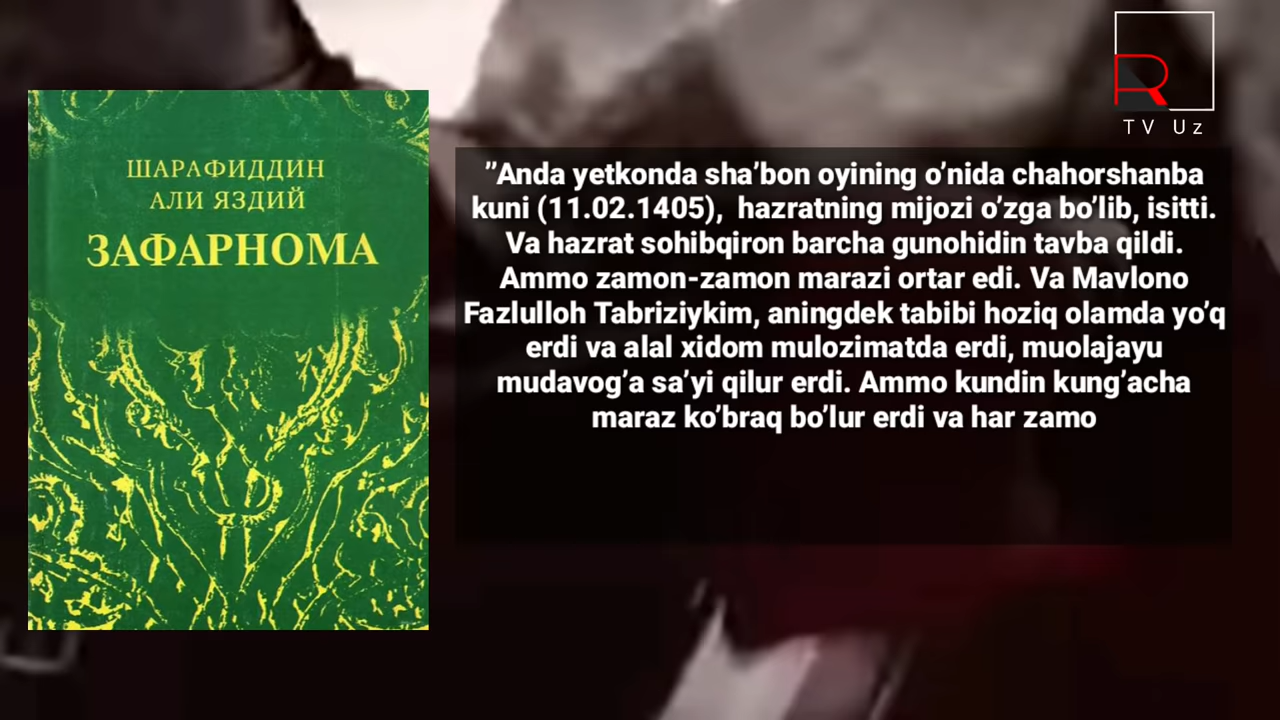 ШАРАФИДДИН
АЛИ ЯЗДИЙ
ЗАФАРНОМА
R
TV Uz
”Anda yetkonda sha’bon oyining o’nida chahorshanba
kuni (11.02.1405),  hazratning mijozi o’zga bo’lib, isitti.
Va hazrat sohibqiron barcha gunohidin tavba qildi.
Ammo zamon-zamon marazi ortar edi. Va Mavlono
Fazlulloh Tabriziykim, aningdek tabibi hoziq olamda yo’q
erdi va alal xidom mulozimatda erdi, muolajayu
mudavog’a sa’yi qilur erdi. Ammo kundin kung’acha
maraz ko’braq bo’lur erdi va har zamo